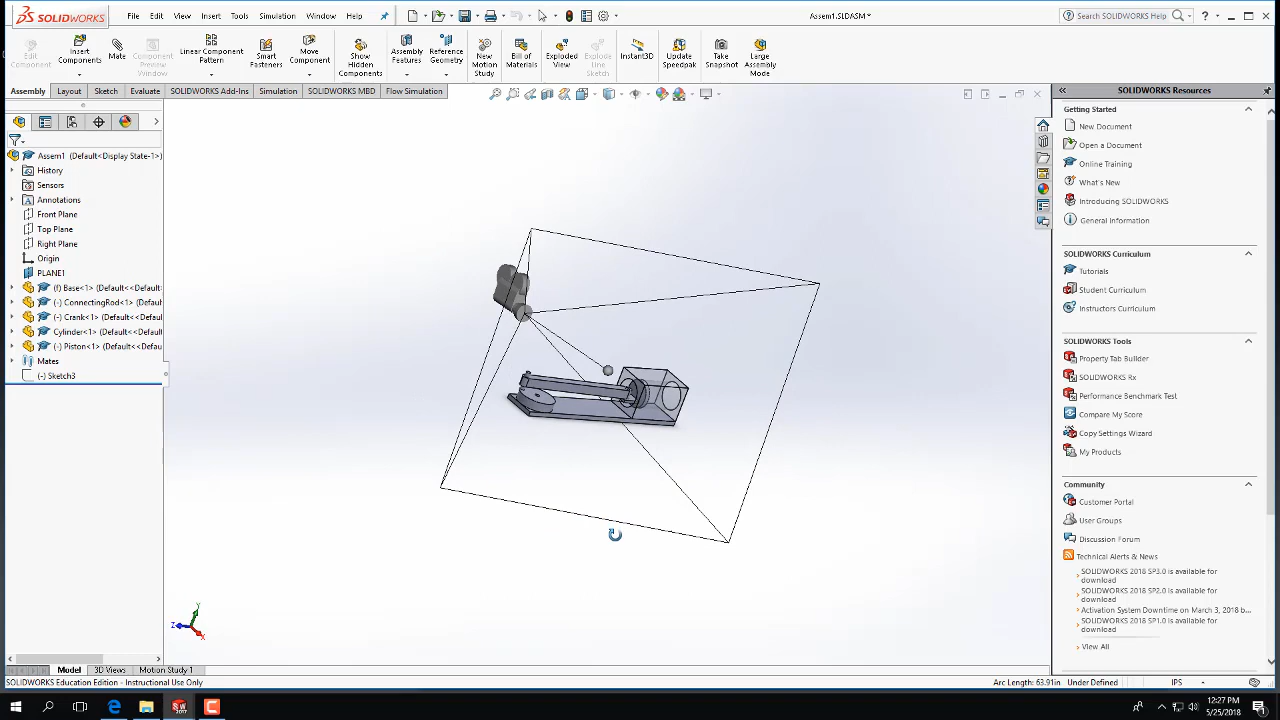 SOLIDWORKS
File Edit View Insert Tools Simulation Window Help
Assem1.SLDASM *
Search SOLIDWORKS Help
Edit Component
Insert Components
Mate
Component Preview Window
Linear Component Pattern
Smart Fasteners
Move Component
Show Hidden Components
Assembly Features
Reference Geometry
New Motion Study
Bill of Materials
Exploded View
Explode Line Sketch
Instant3D
Update Speedpak
Take Snapshot
Large Assembly Mode
Assembly Layout Sketch Evaluate SOLIDWORKS Add-Ins Simulation SOLIDWORKS MBD Flow Simulation
Assem1 (Default<Display State-1>)
History
Sensors
Annotations
Front Plane
Top Plane
Right Plane
Origin
PLANE1
(f) Base<1> (Default<<Defau
(-) ConnectingRod<1> (Defau
(-) Crank<1> (Default<<Defau
Cylinder<1> (Default<<Defau
(-) Piston<1> (Default<<Defau
Mates
(-) Sketch3
Y
Z
X
SOLIDWORKS Resources
Getting Started
New Document
Open a Document
Online Training
What's New
Introducing SOLIDWORKS
General Information
SOLIDWORKS Curriculum
Tutorials
Student Curriculum
Instructors Curriculum
SOLIDWORKS Tools
Property Tab Builder
SOLIDWORKS Rx
Performance Benchmark Test
Compare My Score
Copy Settings Wizard
My Products
Community
Customer Portal
User Groups
Discussion Forum
Technical Alerts & News
SOLIDWORKS 2018 SP3.0 is available for
download
SOLIDWORKS 2018 SP2.0 is available for
download
Activation System Downtime on March 3, 2018 b...
SOLIDWORKS 2018 SP1.0 is available for
download
View All
Model 3D Views Motion Study 1
SOLIDWORKS Education Edition - Instructional Use Only
Arc Length: 63.91in Under Defined IPS
12:27 PM
5/25/2018